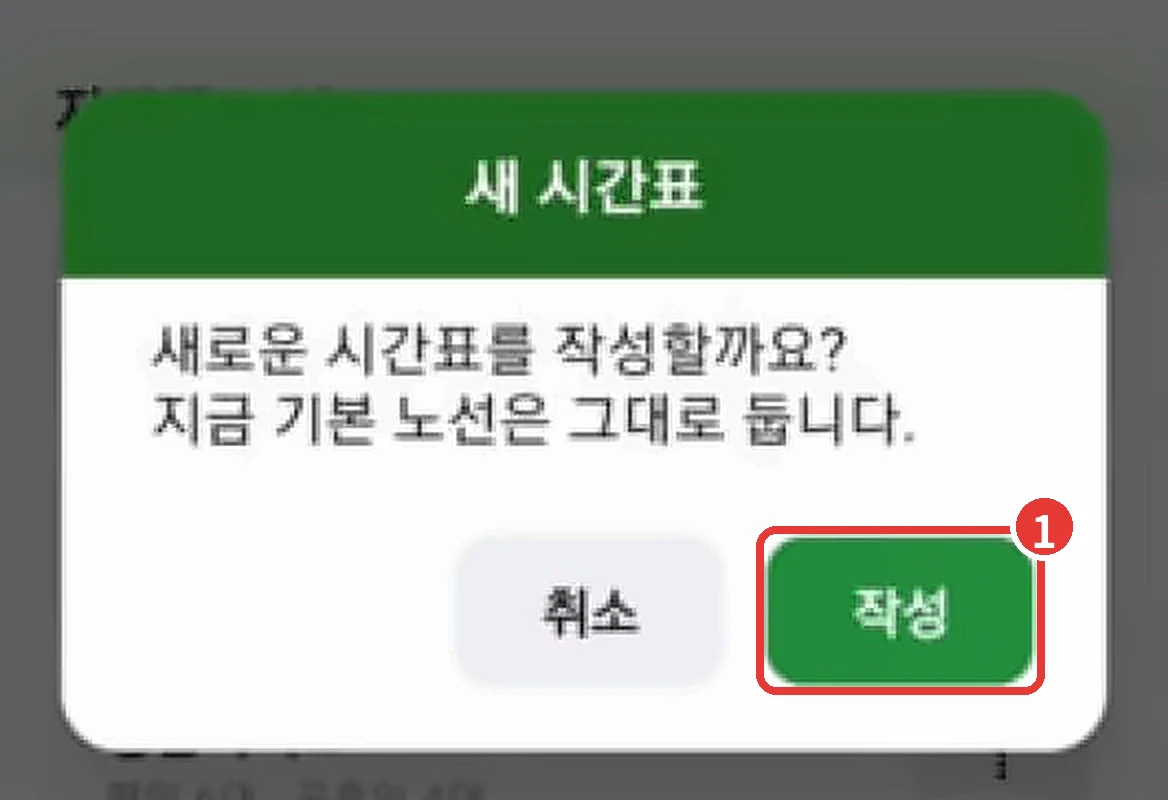 새 시간표
새로운 시간표를 작성할까요?
지금 기본 노선은 그대로 둡니다.
1
취소
작성